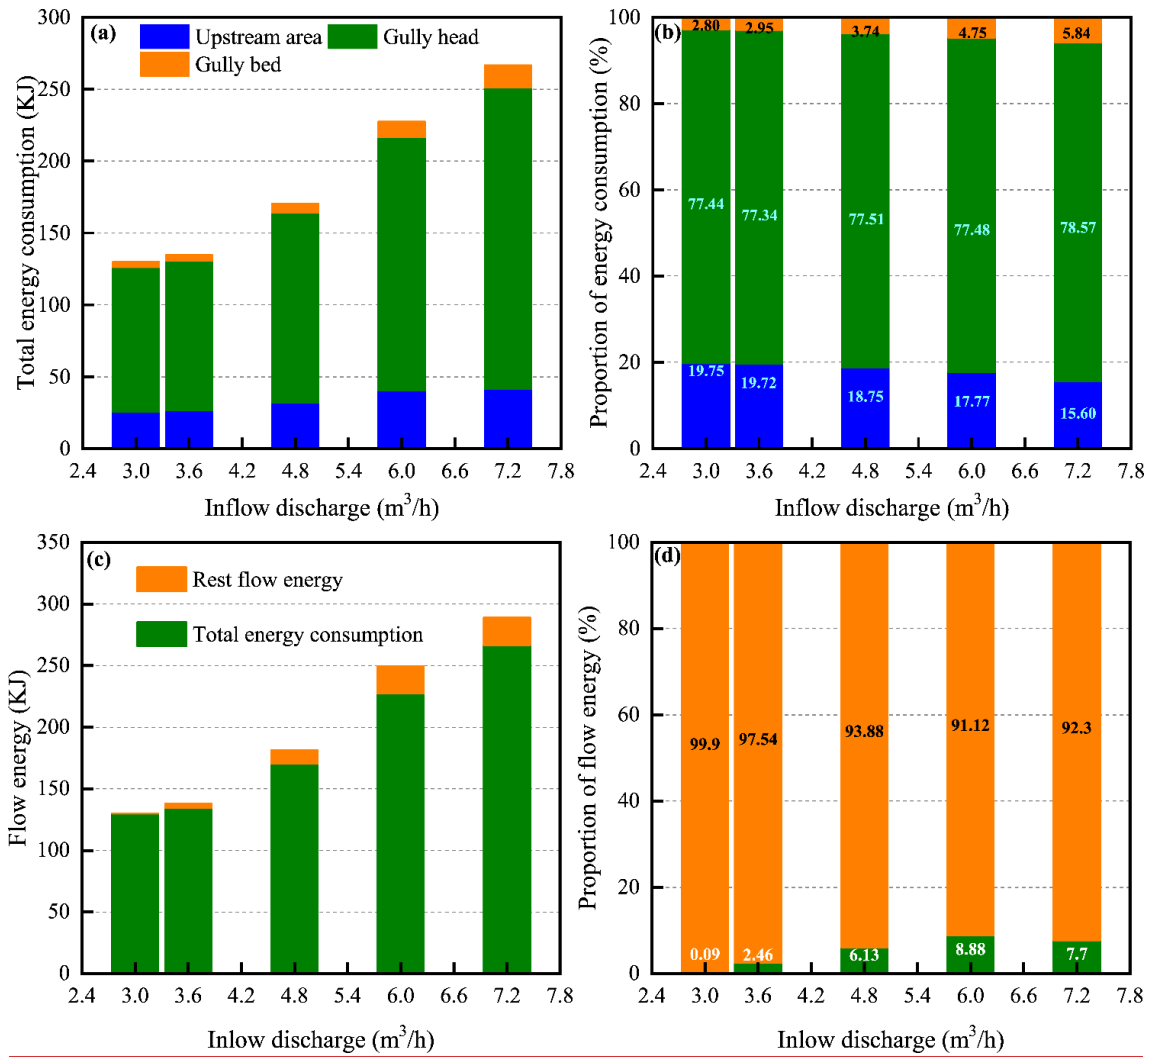 (a)
Upstream area
Gully head
Gully bed
Total energy consumption (KJ)
300
250
200
150
100
50
0
2.4 3.0 3.6 4.2 4.8 5.4 6.0 6.6 7.2 7.8
Inflow discharge (m³/h)
(b)
Proportion of energy consumption (%)
100
80
60
40
20
0
2.80 2.95 3.74 4.75 5.84
77.44 77.34 77.51 77.48 78.57
19.75 19.72 18.75 17.77 15.60
2.4 3.0 3.6 4.2 4.8 5.4 6.0 6.6 7.2 7.8
Inflow discharge (m³/h)
(c)
Rest flow energy
Total energy consumption
Flow energy (KJ)
350
300
250
200
150
100
50
0
2.4 3.0 3.6 4.2 4.8 5.4 6.0 6.6 7.2 7.8
Inlow discharge (m³/h)
(d)
Proportion of flow energy (%)
100
80
60
40
20
0
99.9 97.54 93.88 91.12 92.3
0.09 2.46 6.13 8.88 7.7
2.4 3.0 3.6 4.2 4.8 5.4 6.0 6.6 7.2 7.8
Inlow discharge (m³/h)